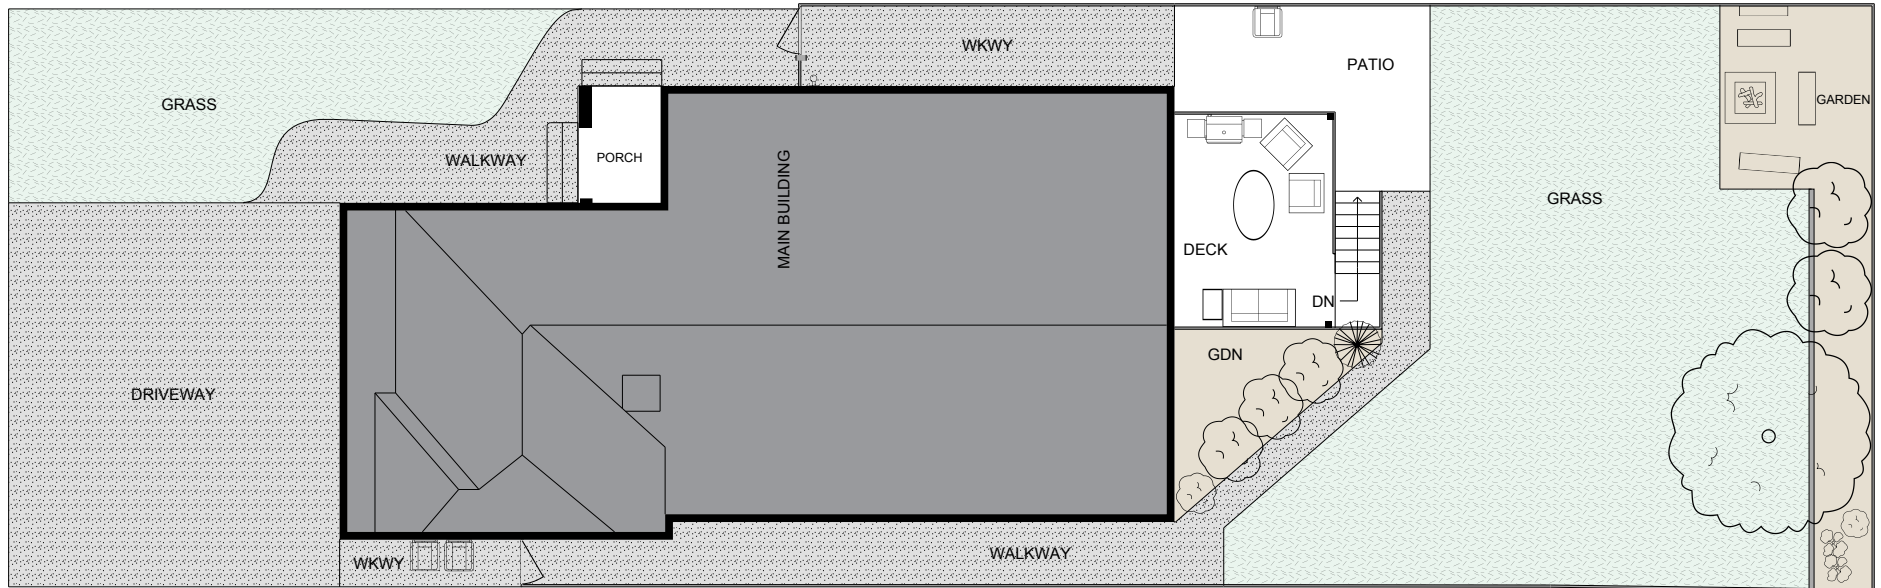 WKWY
PATIO
GRASS
GARDEN
WALKWAY
PORCH
MAIN BUILDING
GRASS
DECK
DN
GDN
DRIVEWAY
WALKWAY
WKWY